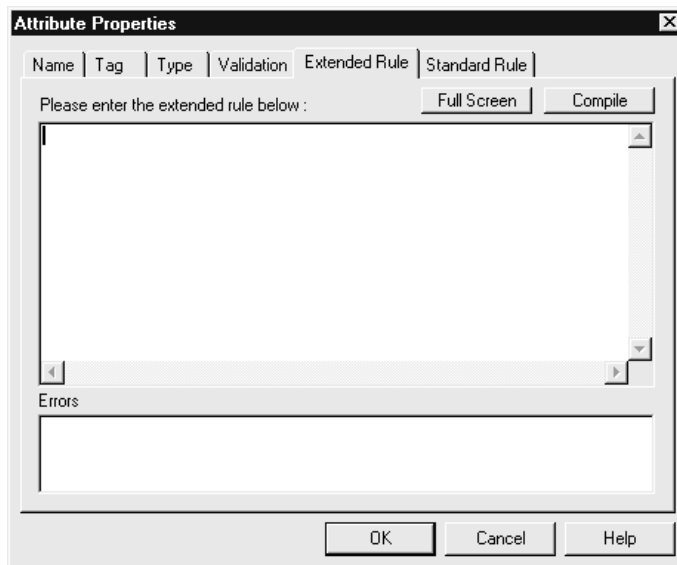 Attribute Properties
Name Tag Type Validation Extended Rule Standard Rule
Please enter the extended rule below : Full Screen Compile
Errors
OK Cancel Help